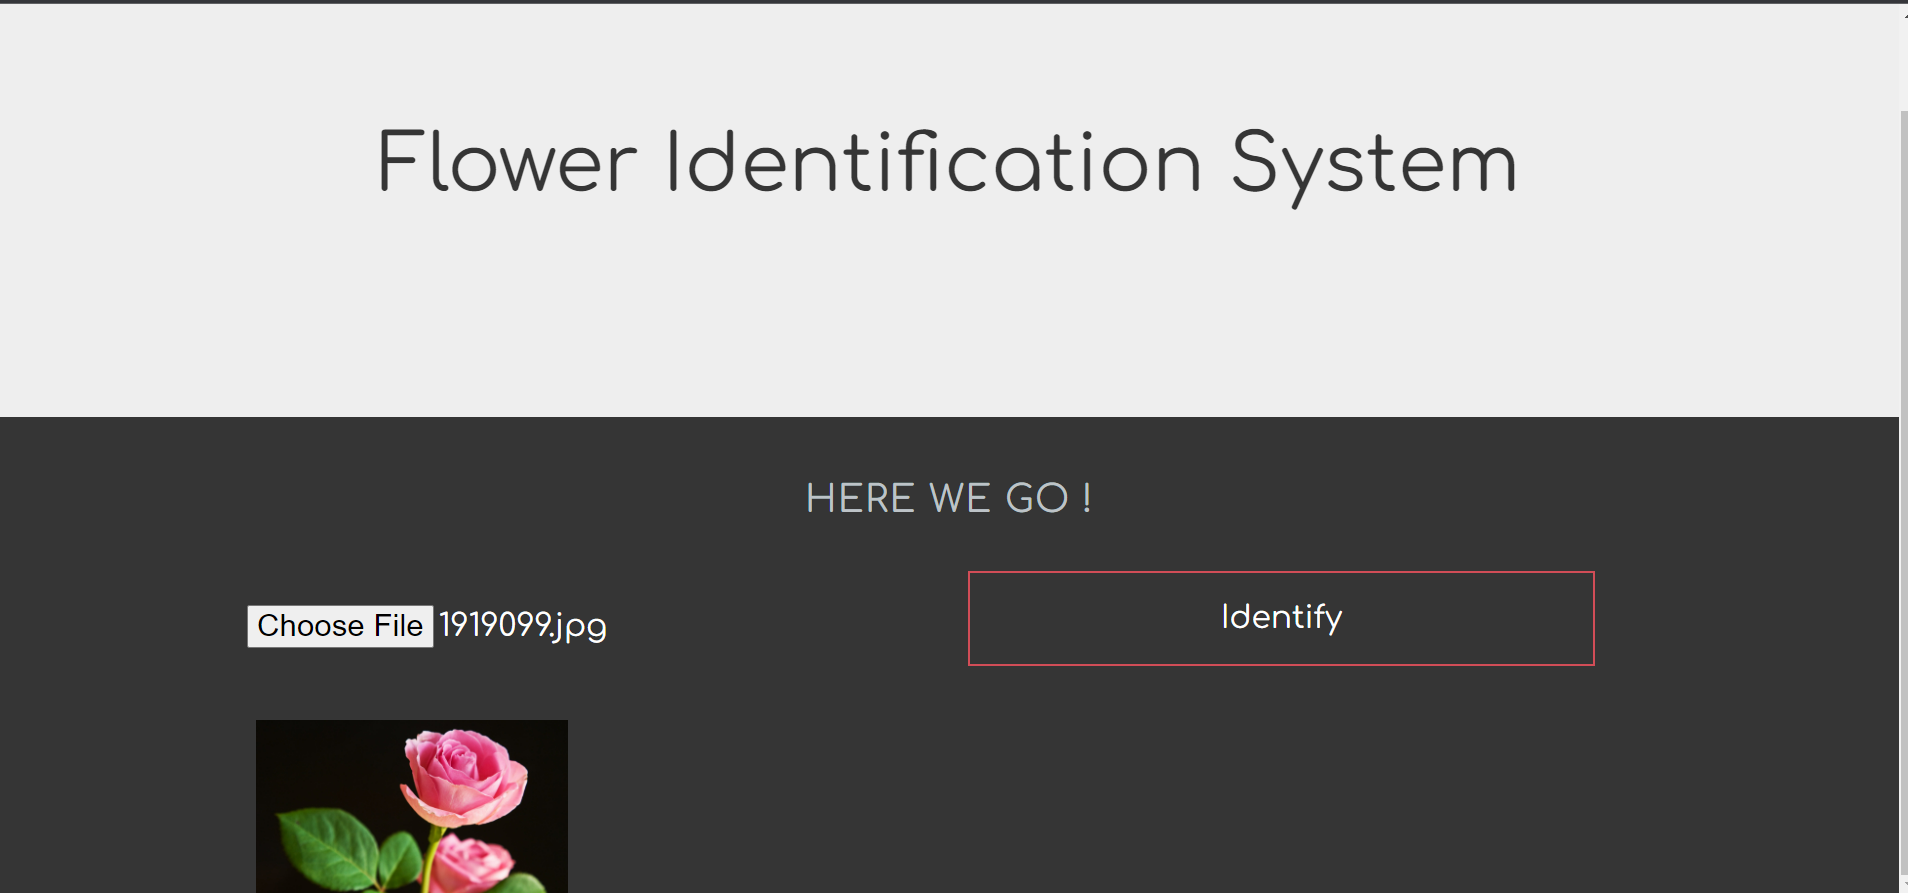 Flower Identification System
HERE WE GO !
Choose File 1919099.jpg
Identify